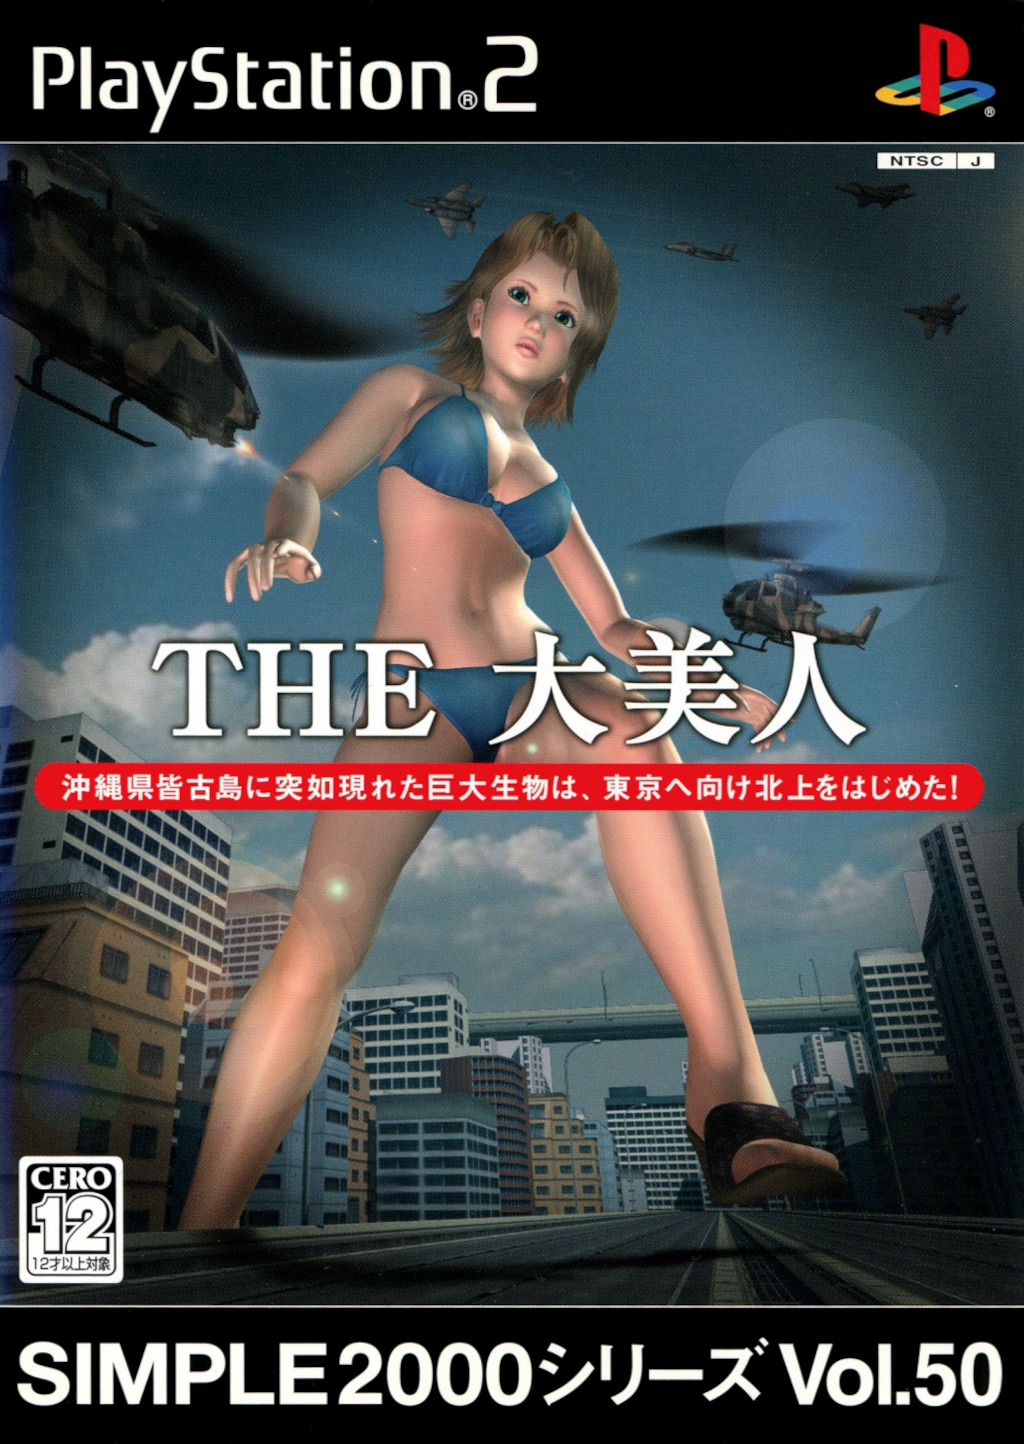 PlayStation®2
®
NTSC J
THE 大美人
沖縄県皆古島に突如現れた巨大生物は、東京へ向け北上をはじめた!
CERO
12
12才以上対象
SIMPLE2000シリーズ Vol.50